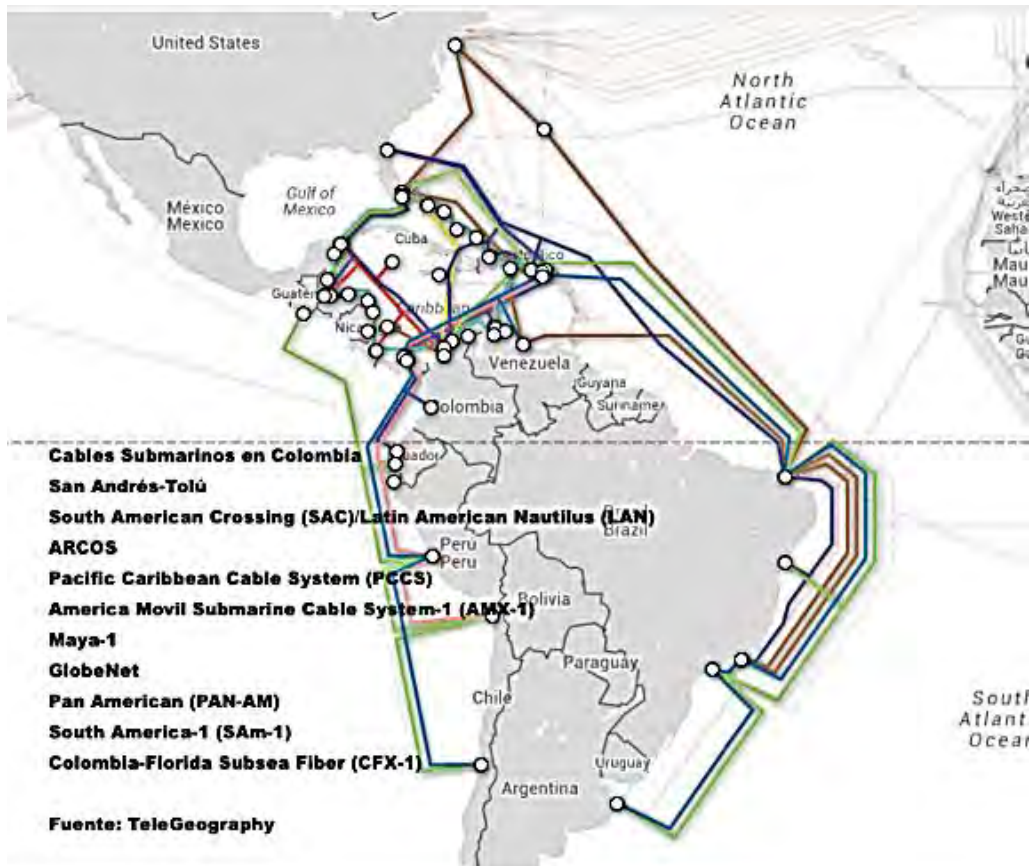 United States
North
Atlantic
Ocean
Gulf of
Mexico
México
Mexico
Cuba
Venezuela
Guyana
Suriname
Colombia
Cables Submarinos en Colombia
San Andrés-Tolú
South American Crossing (SAC)/Latin American Nautilus (LAN)
Brazil
ARCOS
Perú
Peru
Pacific Caribbean Cable System (PCCS)
Bolivia
America Movil Submarine Cable System-1 (AMX-1)
Maya-1
Paraguay
GlobeNet
Chile
Pan American (PAN-AM)
South America-1 (SAm-1)
Colombia-Florida Subsea Fiber (CFX-1)
Uruguay
Argentina
South
Ocean
Fuente: TeleGeography